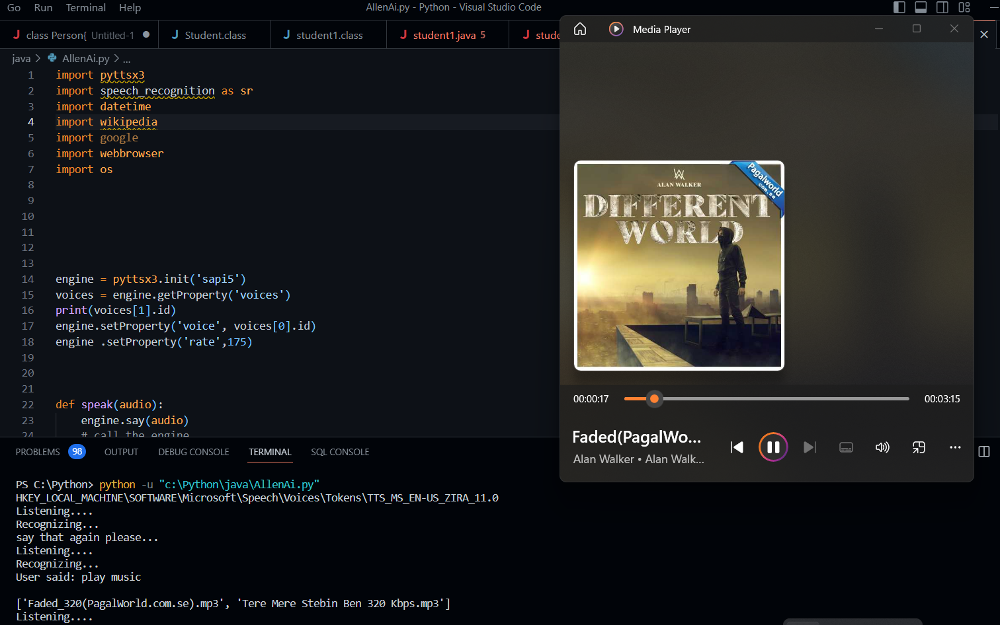 Go Run Terminal Help
AllenAi.py - Python - Visual Studio Code
J class Person{ Untitled-1 ●
J Student.class
J student1.class
J student1.java 5
J stude
java > AllenAi.py > ...
1 import pyttsx3
2 import speech_recognition as sr
3 import datetime
4 import wikipedia
5 import google
6 import webbrowser
7 import os
8
9
10
11
12
13
14 engine = pyttsx3.init('sapi5')
15 voices = engine.getProperty('voices')
16 print(voices[1].id)
17 engine.setProperty('voice', voices[0].id)
18 engine .setProperty('rate',175)
19
20
21
22 def speak(audio):
23 engine.say(audio)
24 # call the engine
Media Player
Pagalworld
com.se
ALAN WALKER
DIFFERENT
WORLD
00:00:17
00:03:15
Faded(PagalWo...
Alan Walker • Alan Walk...
PROBLEMS 98 OUTPUT DEBUG CONSOLE TERMINAL SQL CONSOLE
PS C:\Python> python -u "c:\Python\java\AllenAi.py"
HKEY_LOCAL_MACHINE\SOFTWARE\Microsoft\Speech\Voices\Tokens\TTS_MS_EN-US_ZIRA_11.0
Listening....
Recognizing...
say that again please...
Listening....
Recognizing...
User said: play music
['Faded_320(PagalWorld.com.se).mp3', 'Tere Mere Stebin Ben 320 Kbps.mp3']
Listening....